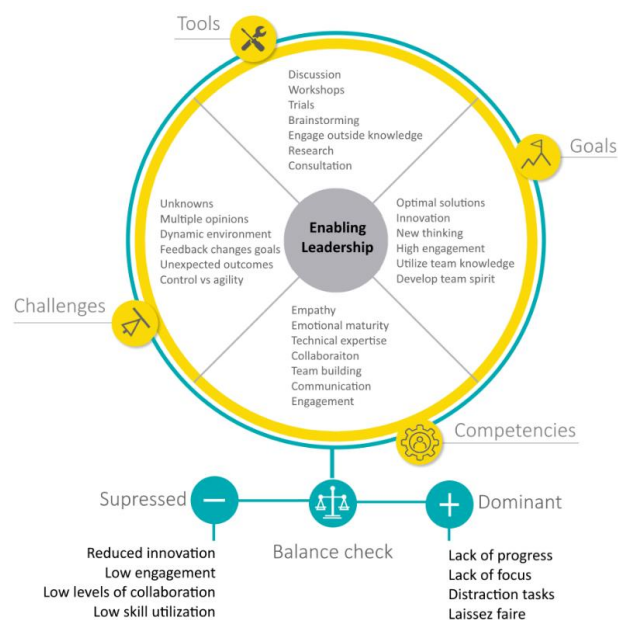 Tools
Discussion
Workshops
Trials
Brainstorming
Engage outside knowledge
Research
Consultation
Goals
Optimal solutions
Innovation
New thinking
High engagement
Utilize team knowledge
Develop team spirit
Enabling
Leadership
Unknowns
Multiple opinions
Dynamic environment
Feedback changes goals
Unexpected outcomes
Control vs agility
Challenges
Empathy
Emotional maturity
Technical expertise
Collaboraiton
Team building
Communication
Engagement
Competencies
Supressed
Balance check
Dominant
Reduced innovation
Low engagement
Low levels of collaboration
Low skill utilization
Lack of progress
Lack of focus
Distraction tasks
Laissez faire